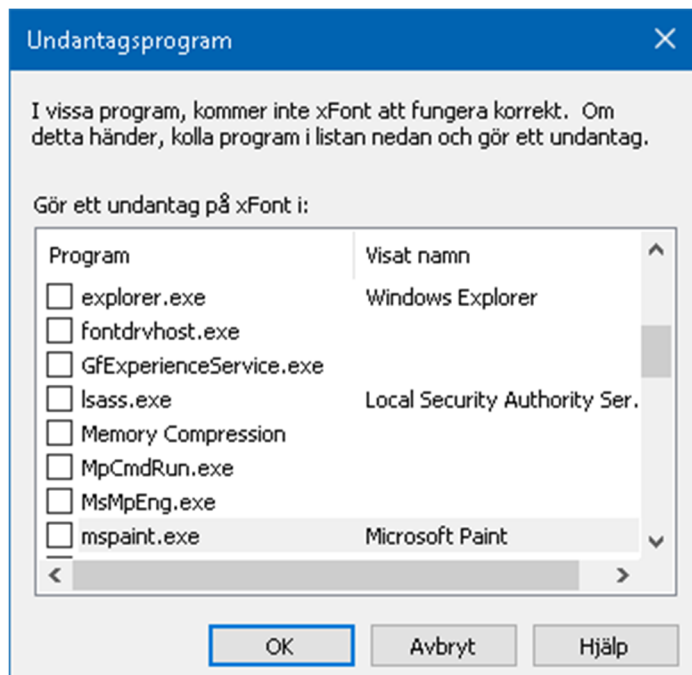 Undantagsprogram
I vissa program, kommer inte xFont att fungera korrekt. Om
detta händer, kolla program i listan nedan och gör ett undantag.
Gör ett undantag på xFont i:
Program Visat namn
explorer.exe Windows Explorer
fontdrvhost.exe
GfExperienceService.exe
lsass.exe Local Security Authority Ser.
Memory Compression
MpCmdRun.exe
MsMpEng.exe
mspaint.exe Microsoft Paint
OK Avbryt Hjälp